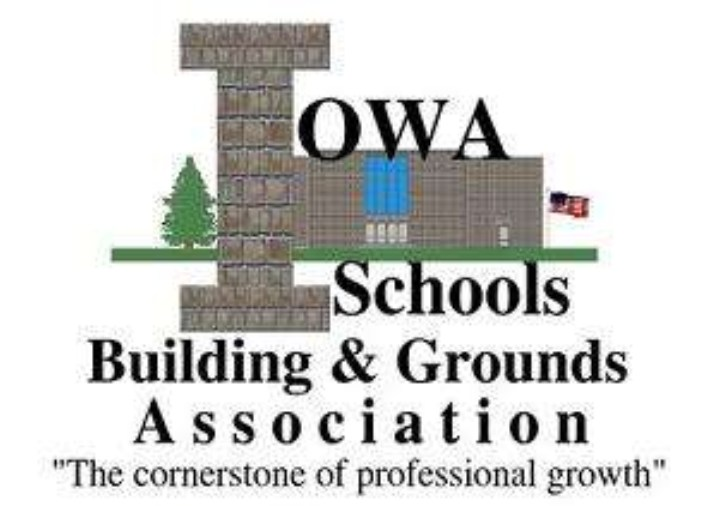 IOWA
Schools
Building & Grounds
Association
"The cornerstone of professional growth"